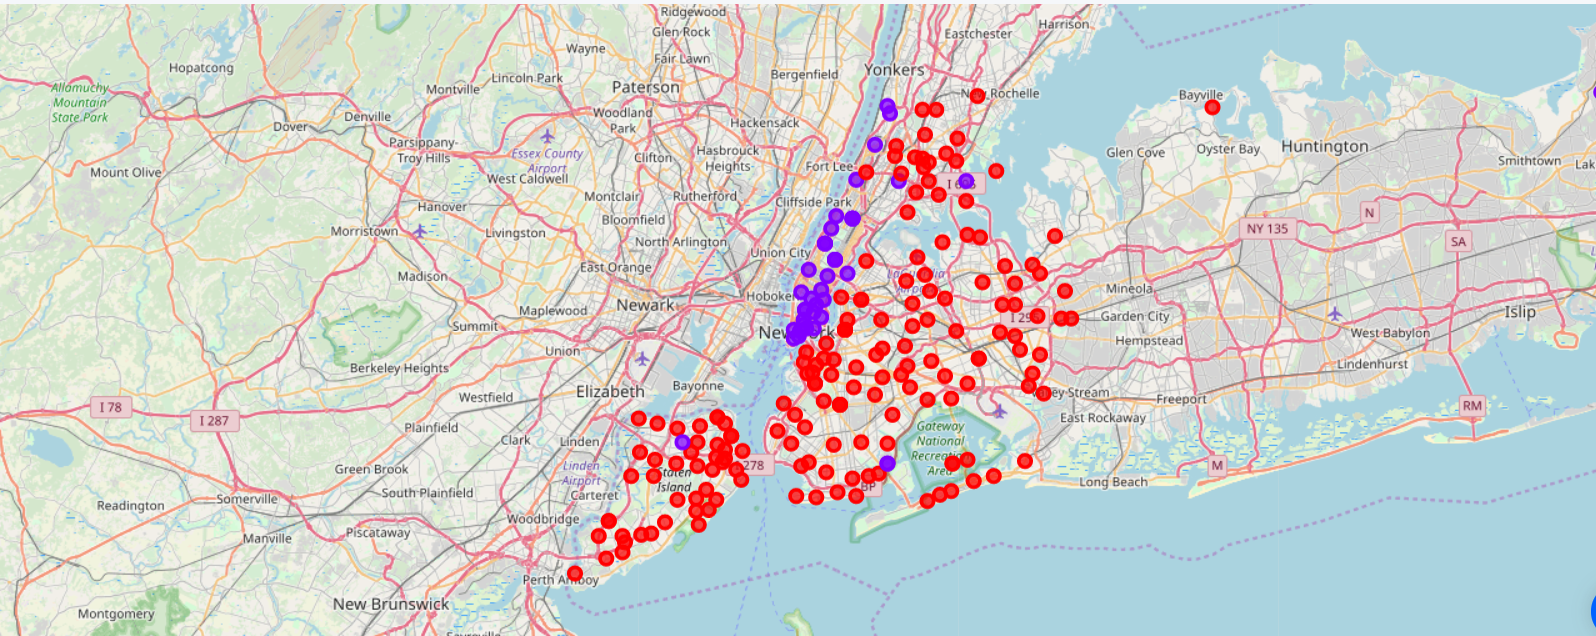 Ridgewood
Glen Rock
Harrison
Eastchester
Wayne
Fair Lawn
Hopatcong
Lincoln Park
Bergenfield
Yonkers
Allamuchy
Mountain
State Park
Montville
Paterson
Bayville
Dover
Denville
Woodland
Park
Hackensack
Parsippany-
Troy Hills
Essex County
Airport
Clifton
Hasbrouck
Heights
Fort Lee
Glen Cove
Oyster Bay
Huntington
Smithtown
Mount Olive
West Caldwell
Montclair
Rutherford
Cliffside Park
Hanover
Bloomfield
N
Morristown
Livingston
North Arlington
Union City
NY 135
SA
East Orange
Madison
Newark
Mineola
Maplewood
Garden City
Islip
Summit
West Babylon
Hempstead
Union
Lindenhurst
Berkeley Heights
Elizabeth
Bayonne
Freeport
Westfield
I 78
I 287
East Rockaway
RM
Plainfield
Clark
Linden
Gateway
National
Area
Green Brook
Linden
Airport
278
Staten
Island
M
Long Beach
South Plainfield
Carteret
BP
Somerville
Readington
Woodbridge
Piscataway
Manville
Perth Amboy
New Brunswick
Montgomery